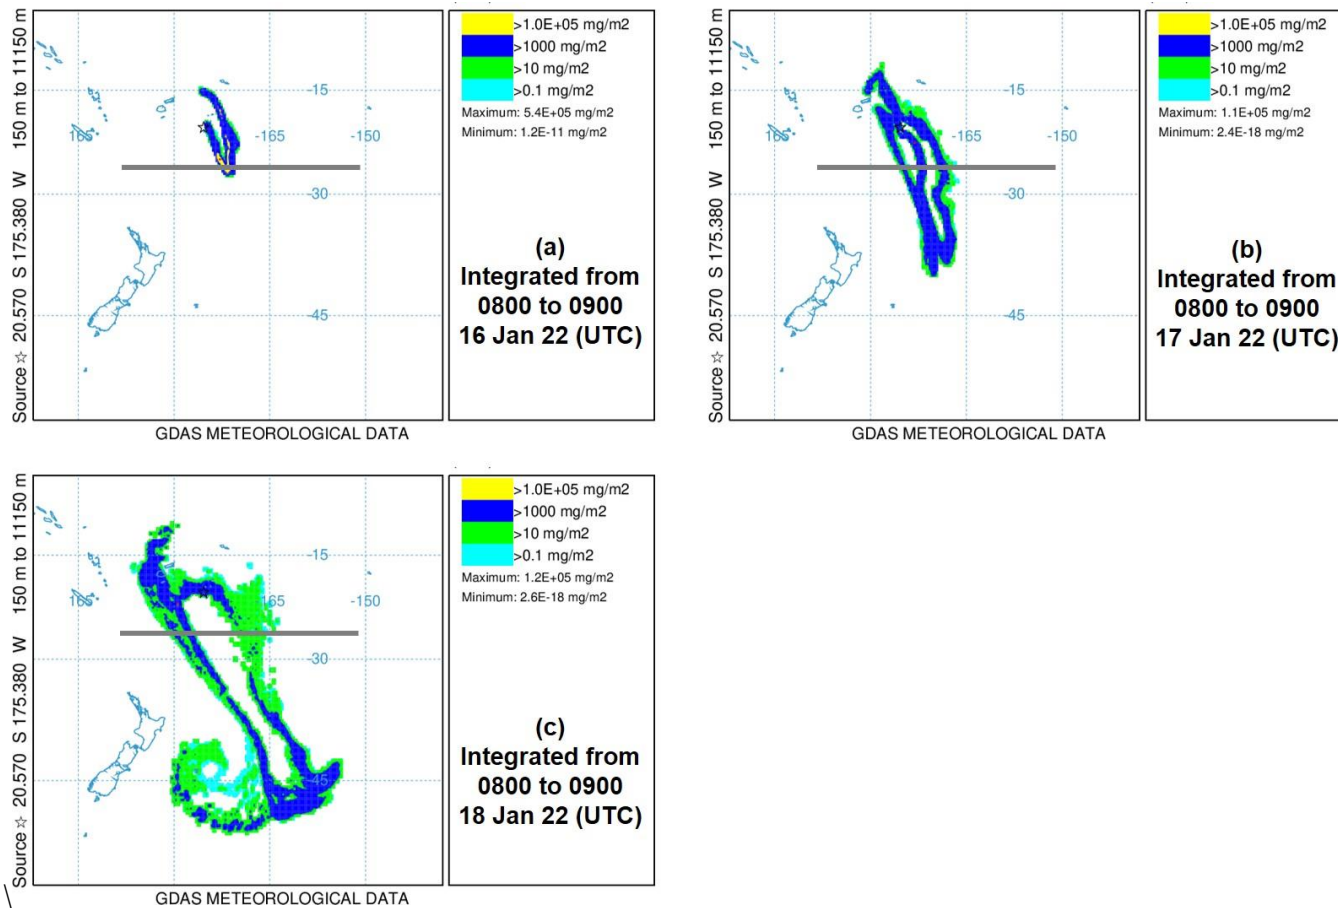 Source ☆ 20.570 S 175.380 W 150 m to 11150 m
-15
165
-165
-150
-30
-45
GDAS METEOROLOGICAL DATA
>1.0E+05 mg/m2
>1000 mg/m2
>10 mg/m2
>0.1 mg/m2
Maximum: 5.4E+05 mg/m2
Minimum: 1.2E-11 mg/m2
(a)
Integrated from
0800 to 0900
16 Jan 22 (UTC)
Source ☆ 20.570 S 175.380 W 150 m to 11150 m
-15
165
-165
-150
-30
-45
GDAS METEOROLOGICAL DATA
>1.0E+05 mg/m2
>1000 mg/m2
>10 mg/m2
>0.1 mg/m2
Maximum: 1.1E+05 mg/m2
Minimum: 2.4E-18 mg/m2
(b)
Integrated from
0800 to 0900
17 Jan 22 (UTC)
Source ☆ 20.570 S 175.380 W 150 m to 11150 m
-15
165
-165
-150
-30
-45
GDAS METEOROLOGICAL DATA
>1.0E+05 mg/m2
>1000 mg/m2
>10 mg/m2
>0.1 mg/m2
Maximum: 1.2E+05 mg/m2
Minimum: 2.6E-18 mg/m2
(c)
Integrated from
0800 to 0900
18 Jan 22 (UTC)